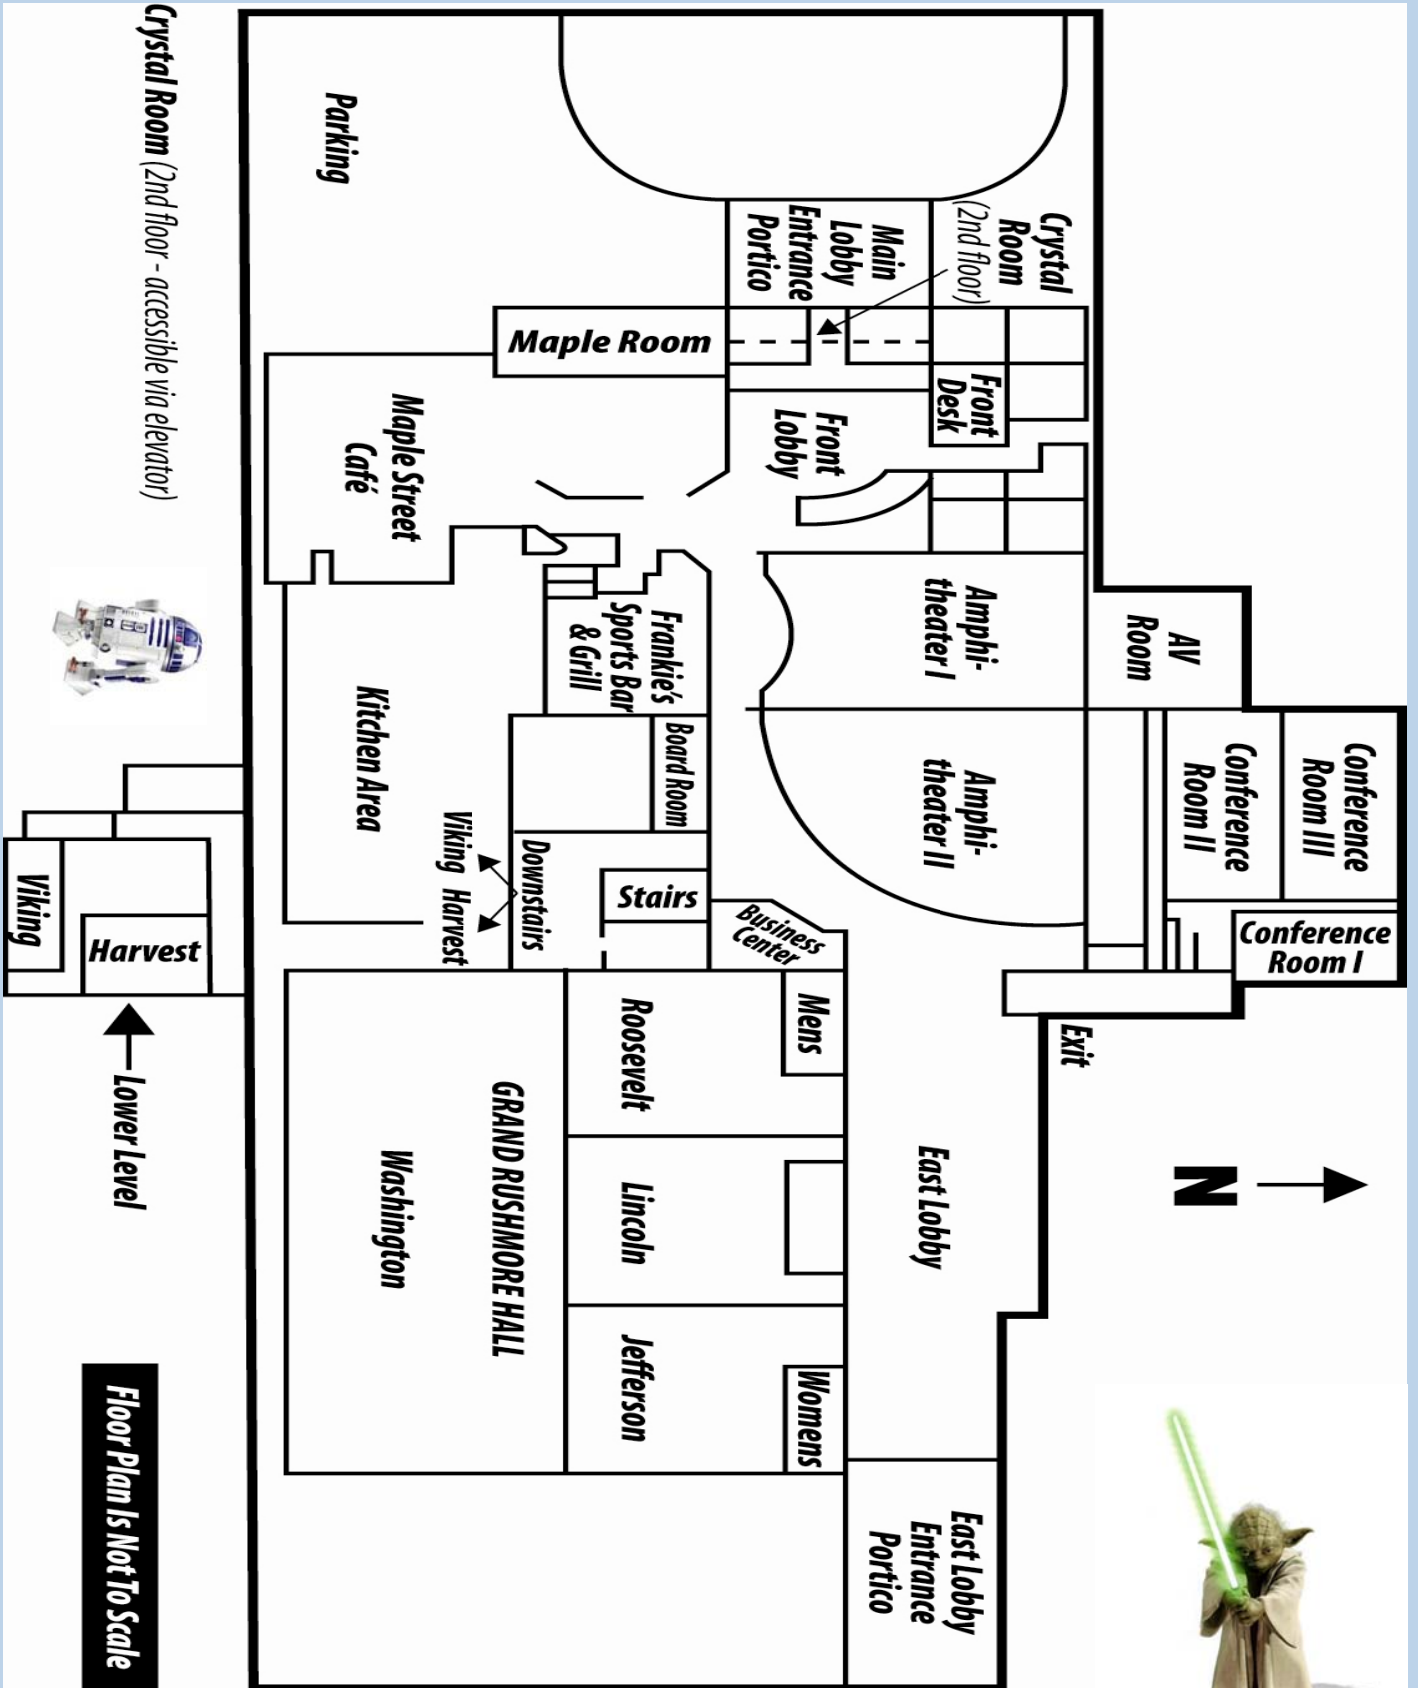 Crystal Room (2nd floor - accessible via elevator)
Parking
Main
Lobby
Entrance
Portico
Crystal
Room
(2nd floor)
Maple Room
Maple Street
Café
Front
Desk
Front
Lobby
Frankie's
Sports Bar
& Grill
Amphi-
theater I
AV
Room
Kitchen Area
Board Room
Amphi-
theater II
Conference
Room II
Conference
Room III
Viking Harvest
Downstairs
Stairs
Business
Center
Conference
Room I
Viking
Harvest
Lower Level
Mens
Roosevelt
Exit
GRAND RUSHMORE HALL
Washington
Lincoln
East Lobby
N
Jefferson
Womens
East Lobby
Entrance
Portico
Floor Plan Is Not To Scale